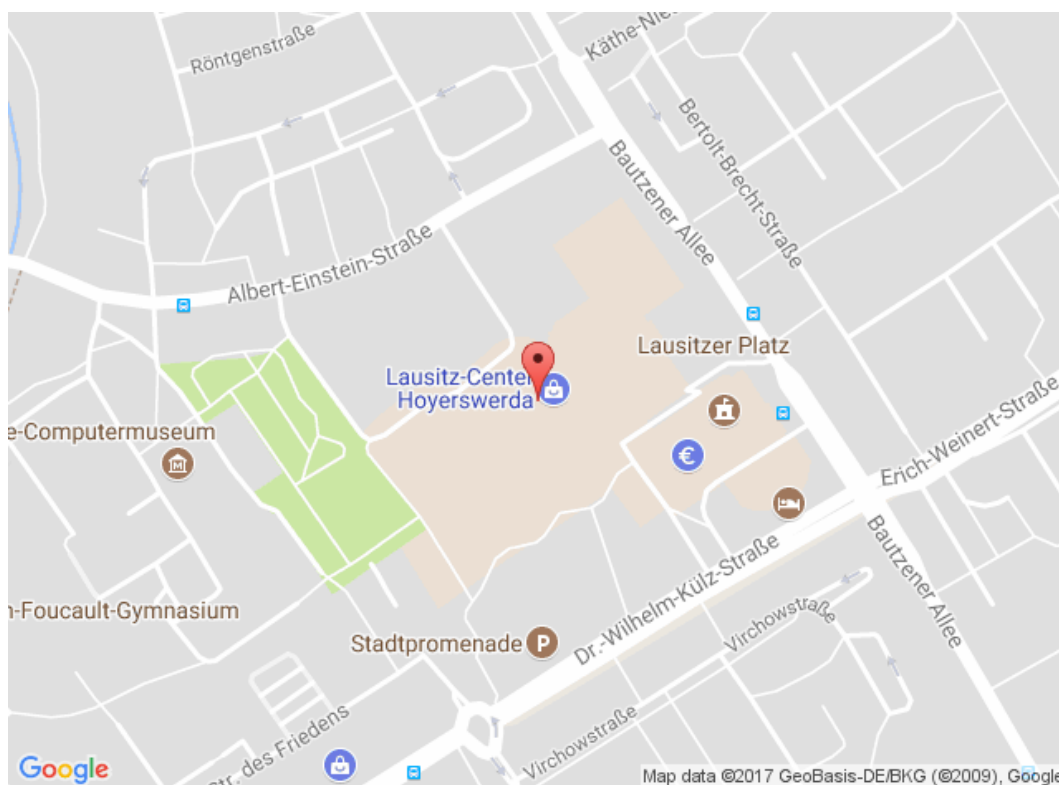 Röntgenstraße
Käthe-Nie
Bertolt-Brecht-Straße
Bautzener Allee
Albert-Einstein-Straße
Lausitzer Platz
Lausitz-Center
Hoyerswerda
e-Computermuseum
€
Erich-Weinert-Straße
Dr.-Wilhelm-Külz-Straße
Bautzener Allee
n-Foucault-Gymnasium
Virchowstraße
Stadtpromenade
P
Str. des Friedens
Virchowstraße
Google
Map data ©2017 GeoBasis-DE/BKG (©2009), Google